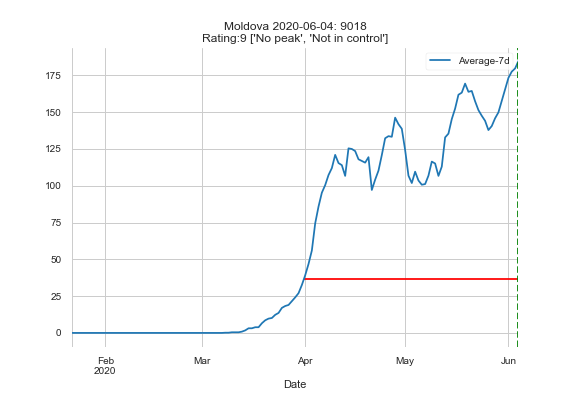 Moldova 2020-06-04: 9018
Rating:9 ['No peak', 'Not in control']
Average-7d
175
150
125
100
75
50
25
0
Feb Mar Apr May Jun
2020
Date